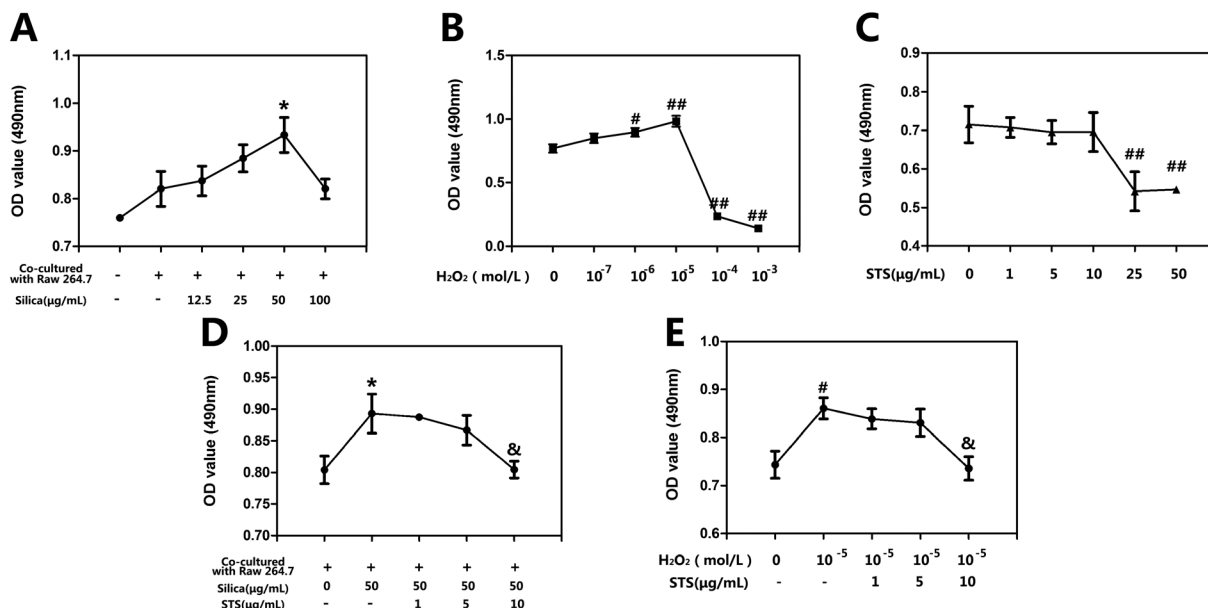 A
OD value (490nm)
1.1
1.0
0.9
0.8
0.7
*
Co-cultured with Raw 264.7 - + + + + +
Silica(μg/mL) - - 12.5 25 50 100
B
OD value (490nm)
1.5
1.0
0.5
0.0
# ## ## ##
H₂O₂ ( mol/L ) 0 10⁻⁷ 10⁻⁶ 10⁻⁵ 10⁻⁴ 10⁻³
C
OD value (490nm)
0.9
0.8
0.7
0.6
0.5
0.4
## ##
STS(μg/mL) 0 1 5 10 25 50
D
OD value (490nm)
1.00
0.95
0.90
0.85
0.80
0.75
0.70
* &
Co-cultured with Raw 264.7 + + + + +
Silica(μg/mL) 0 50 50 50 50
STS(μg/mL) - - 1 5 10
E
OD value (490nm)
1.0
0.9
0.8
0.7
0.6
# &
H₂O₂ ( mol/L ) 0 10⁻⁵ 10⁻⁵ 10⁻⁵ 10⁻⁵
STS(μg/mL) - - 1 5 10